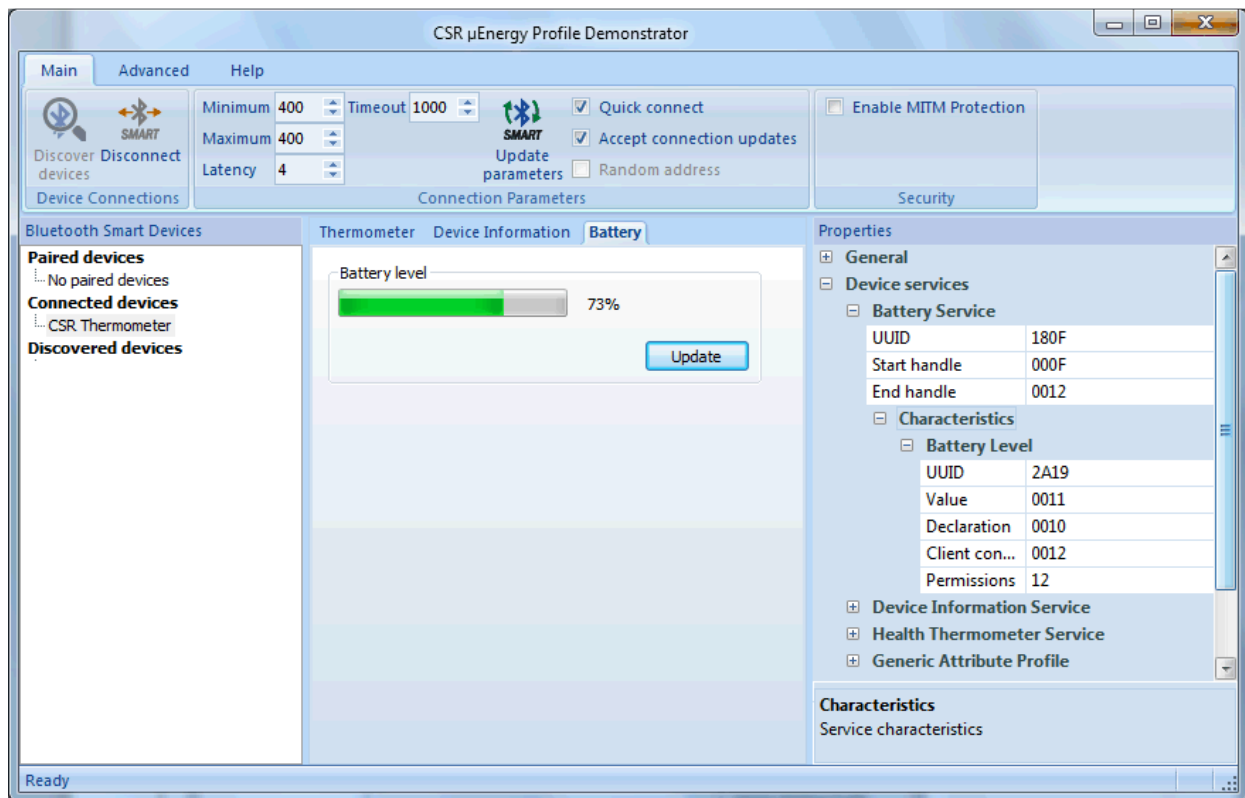 CSR µEnergy Profile Demonstrator
Main Advanced Help
Discover devices
SMART
Disconnect
Device Connections
Minimum 400
Maximum 400
Latency 4
Timeout 1000
SMART
Update parameters
Quick connect
Accept connection updates
Random address
Connection Parameters
Enable MITM Protection
Security
Bluetooth Smart Devices
Paired devices
No paired devices
Connected devices
CSR Thermometer
Discovered devices
Thermometer Device Information Battery
Battery level
73%
Update
Properties
General
Device services
Battery Service
UUID 180F
Start handle 000F
End handle 0012
Characteristics
Battery Level
UUID 2A19
Value 0011
Declaration 0010
Client con... 0012
Permissions 12
Device Information Service
Health Thermometer Service
Generic Attribute Profile
Characteristics
Service characteristics
Ready